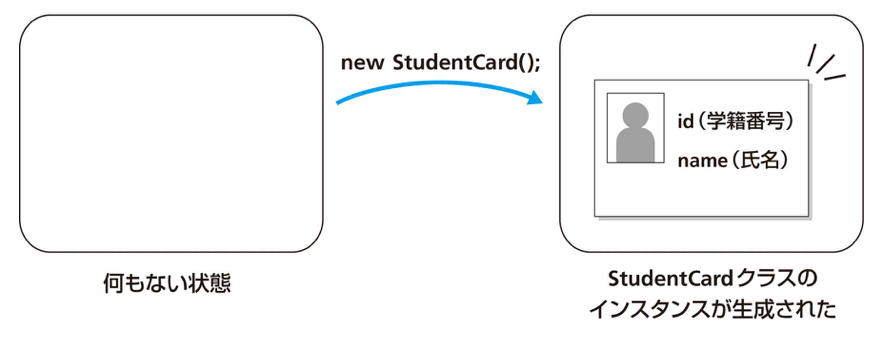 new StudentCard();
id（学籍番号）
name（氏名）
何もない状態
StudentCardクラスの
インスタンスが生成された